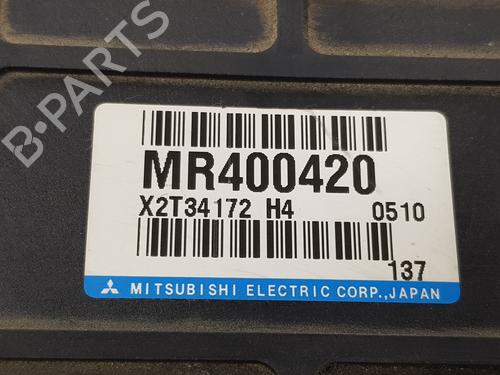 B-PARTS
MR400420
X2T34172 H4 0510
137
MITSUBISHI ELECTRIC CORP.,JAPAN